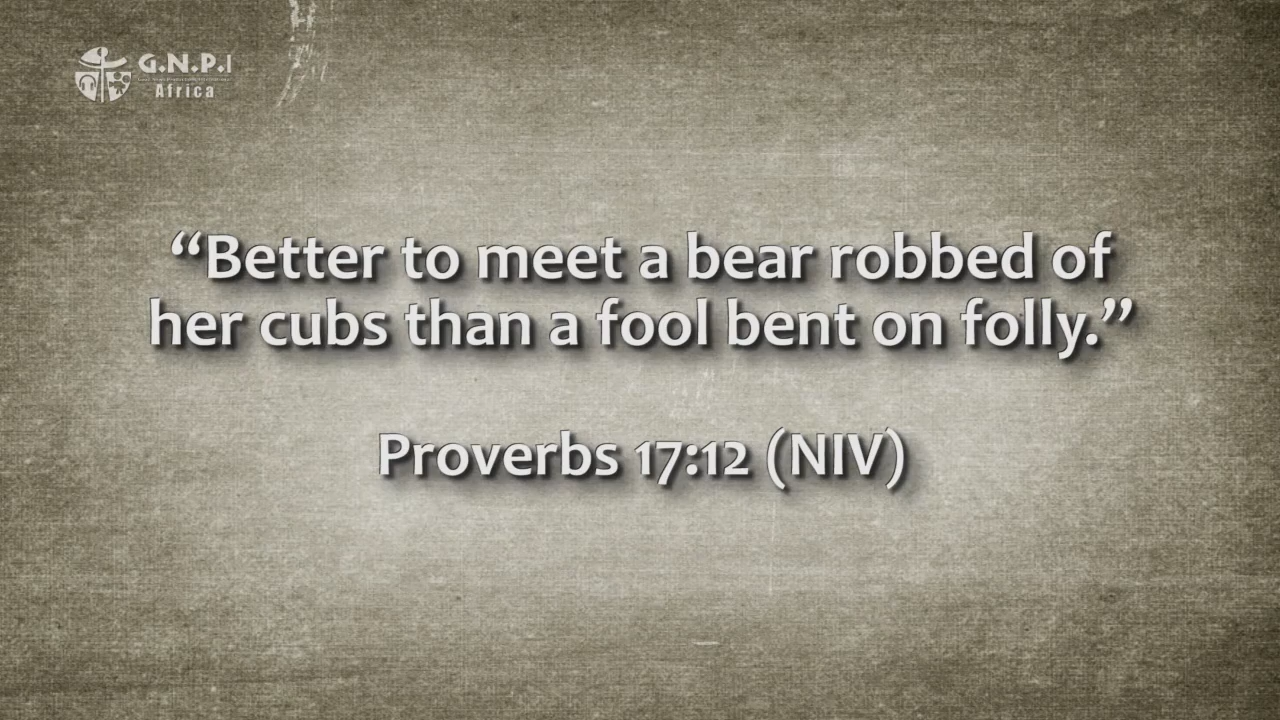 G.N.P.I
Africa
“Better to meet a bear robbed of
her cubs than a fool bent on folly.”
Proverbs 17:12 (NIV)